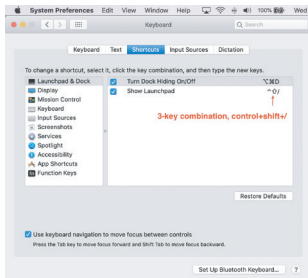 System Preferences Edit View Window Help 100% Wed
Keyboard
Search
Keyboard Text Shortcuts Input Sources Dictation
To change a shortcut, select it, click the key combination, and then type the new keys.
Launchpad & Dock
Display
Mission Control
Keyboard
Input Sources
Screenshots
Services
Spotlight
Accessibility
App Shortcuts
Function Keys
Turn Dock Hiding On/Off ⌥⌘D
Show Launchpad ^⇧/
3-key combination, control+shift+/
Restore Defaults
Use keyboard navigation to move focus between controls
Press the Tab key to move focus forward and Shift Tab to move focus backward.
Set Up Bluetooth Keyboard... ?